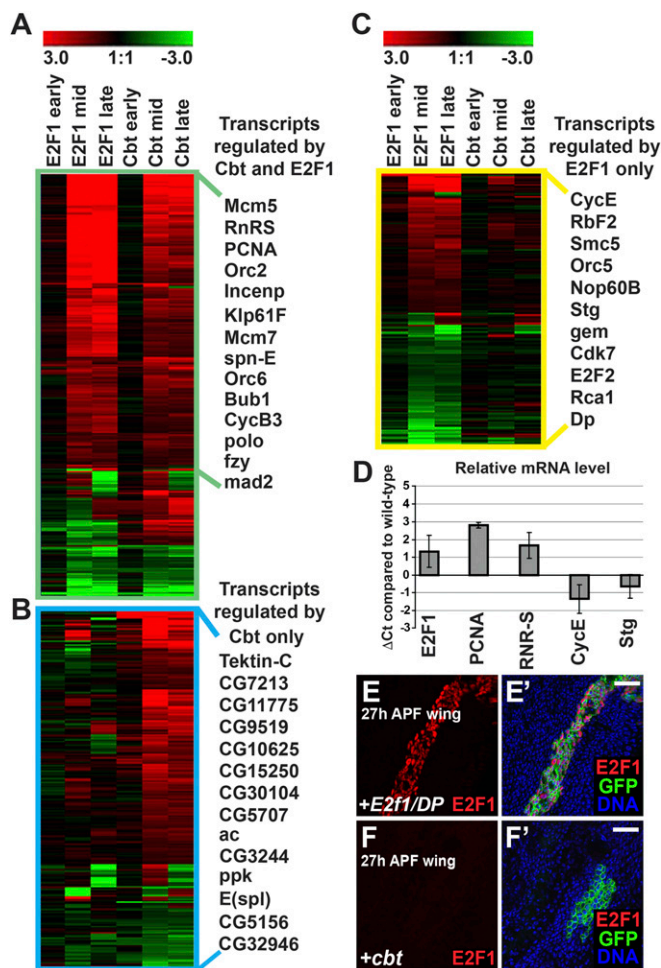 A
3.0 1:1 -3.0
E2F1 early
E2F1 mid
E2F1 late
Cbt early
Cbt mid
Cbt late
Transcripts
regulated by
Cbt and E2F1
Mcm5
RnRS
PCNA
Orc2
Incenp
Klp61F
Mcm7
spn-E
Orc6
Bub1
CycB3
polo
fzy
mad2
B
Transcripts
regulated by
Cbt only
Tektin-C
CG7213
CG11775
CG9519
CG10625
CG15250
CG30104
CG5707
ac
CG3244
ppk
E(spl)
CG5156
CG32946
C
3.0 1:1 -3.0
E2F1 early
E2F1 mid
E2F1 late
Cbt early
Cbt mid
Cbt late
Transcripts
regulated by
E2F1 only
CycE
RbF2
Smc5
Orc5
Nop60B
Stg
gem
Cdk7
E2F2
Rca1
Dp
D
Relative mRNA level
ΔCt compared to wild-type
5
4
3
2
1
0
-1
-2
-3
E2F1
PCNA
RNR-S
CycE
Stg
E
27h APF wing
+E2f1/DP E2F1
E'
E2F1
GFP
DNA
F
27h APF wing
+cbt E2F1
F'
E2F1
GFP
DNA